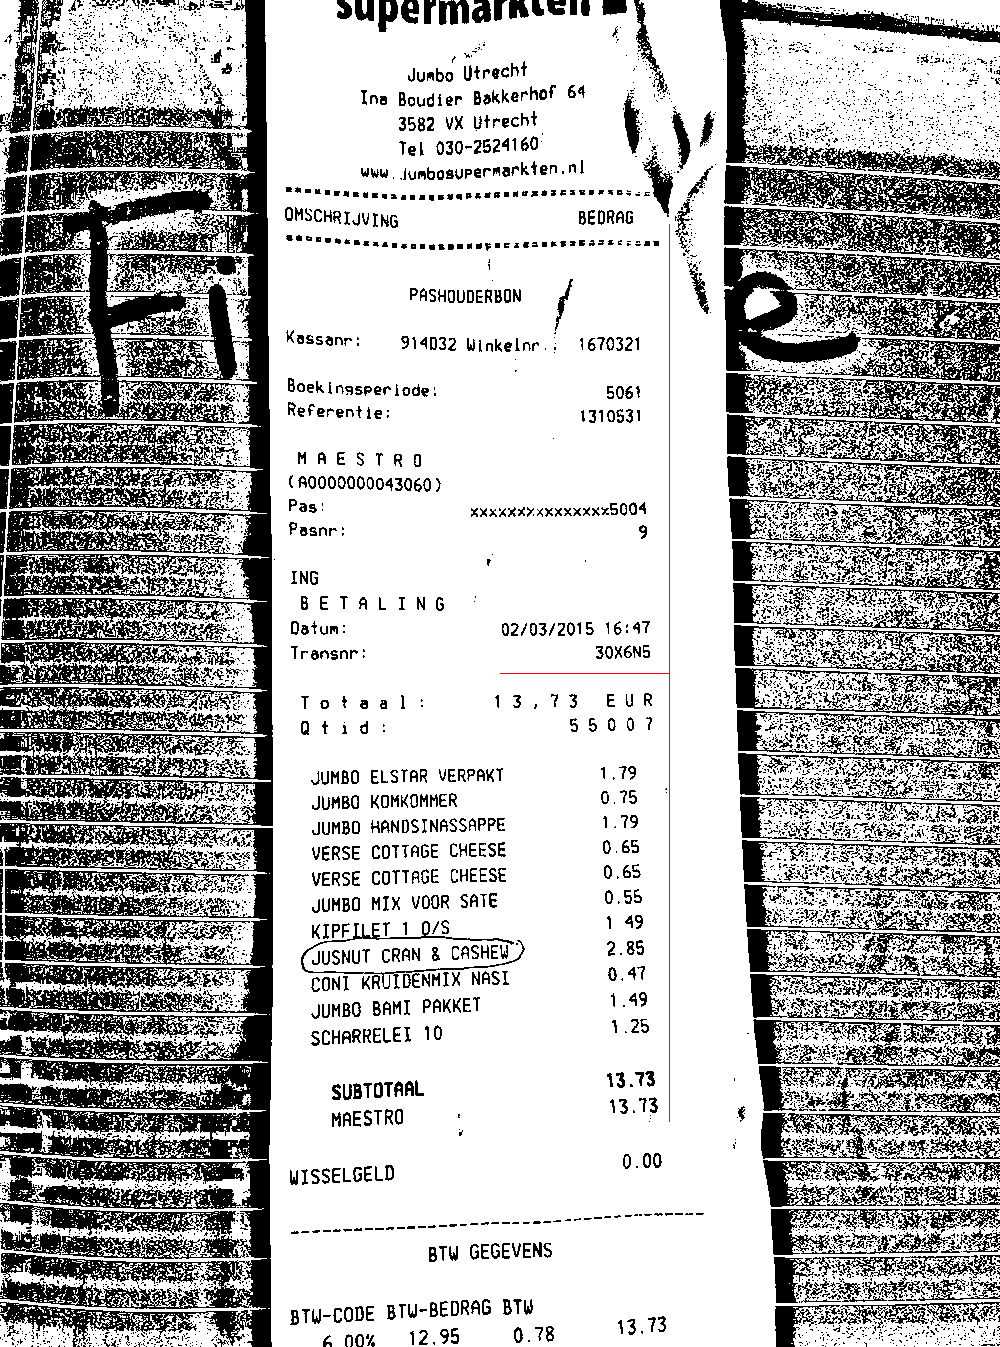 supermarkten
Jumbo Utrecht
Ina Boudier Bakkerhof 64
3582 VX Utrecht
Tel 030-2524160
www.jumbosupermarkten.nl
OMSCHRIJVING BEDRAG
PASHOUDERBON
Kassanr: 914032 Winkelnr.: 1670321
Boekingsperiode: 5061
Referentie: 1310531
MAESTRO
(A0000000043060)
Pas: xxxxxxxxxxxxxxx5004
Pasnr: 9
ING
BETALING
Datum: 02/03/2015 16:47
Transnr: 30X6N5
Totaal: 13,73 EUR
Qtid: 55007
JUMBO ELSTAR VERPAKT 1.79
JUMBO KOMKOMMER 0.75
JUMBO HANDSINASSAPPE 1.79
VERSE COTTAGE CHEESE 0.65
VERSE COTTAGE CHEESE 0.65
JUMBO MIX VOOR SATE 0.55
KIPFILET 1 O/S 1 49
JUSNUT CRAN & CASHEW 2.85
CONI KRUIDENMIX NASI 0.47
JUMBO BAMI PAKKET 1.49
SCHARRELEI 10 1.25
SUBTOTAAL 13.73
MAESTRO 13.73
WISSELGELD 0.00
BTW GEGEVENS
BTW-CODE BTW-BEDRAG BTW
6.00% 12.95 0.78 13.73